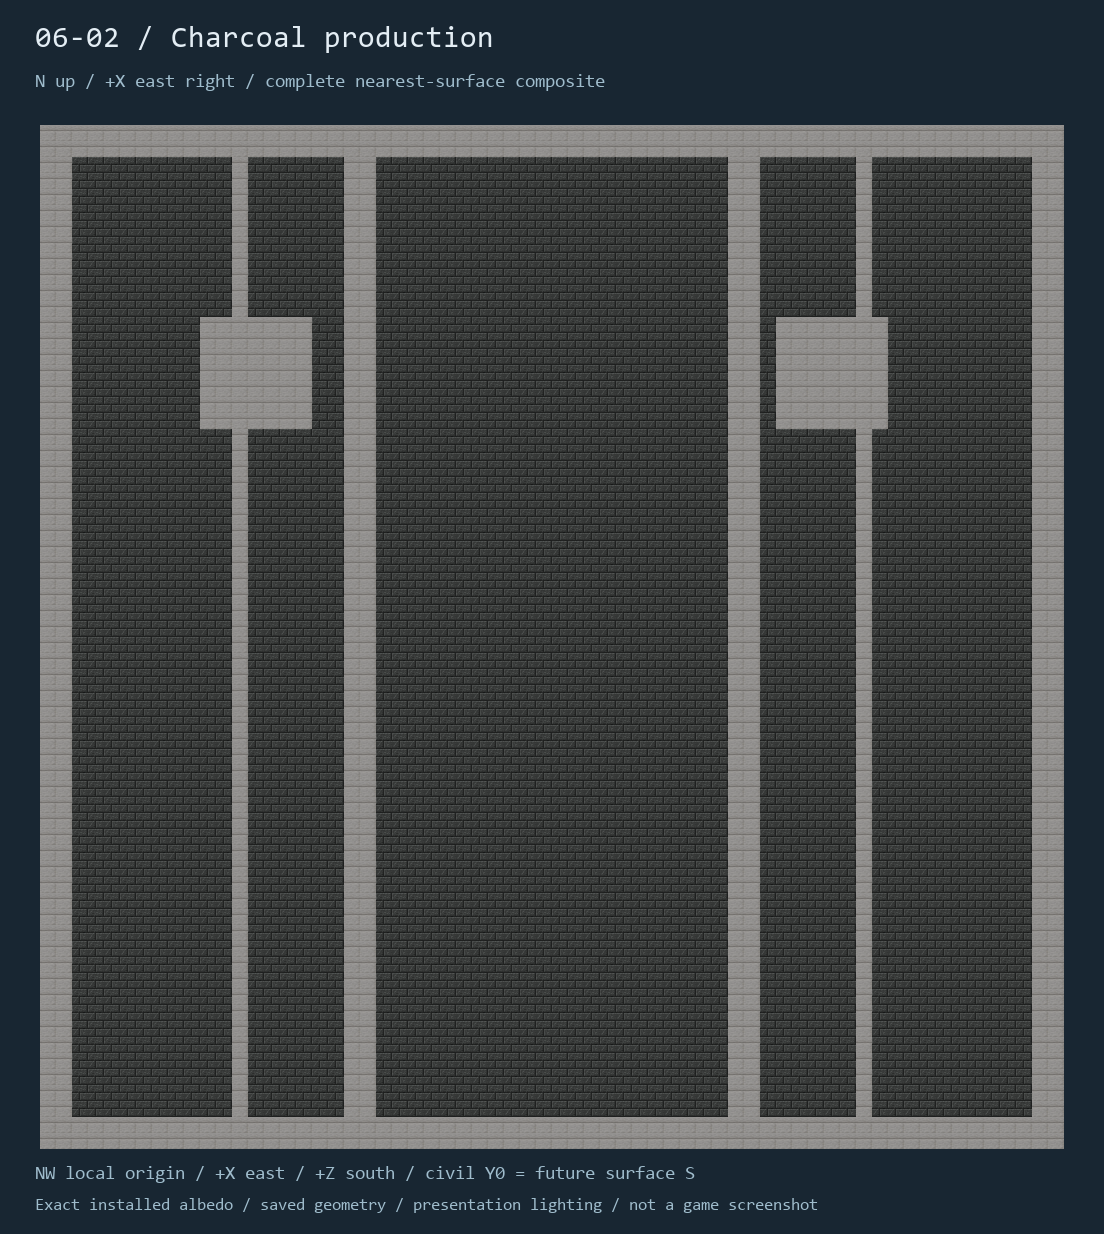 06-02 / Charcoal production
N up / +X east right / complete nearest-surface composite
NW local origin / +X east / +Z south / civil Y0 = future surface S
Exact installed albedo / saved geometry / presentation lighting / not a game screenshot